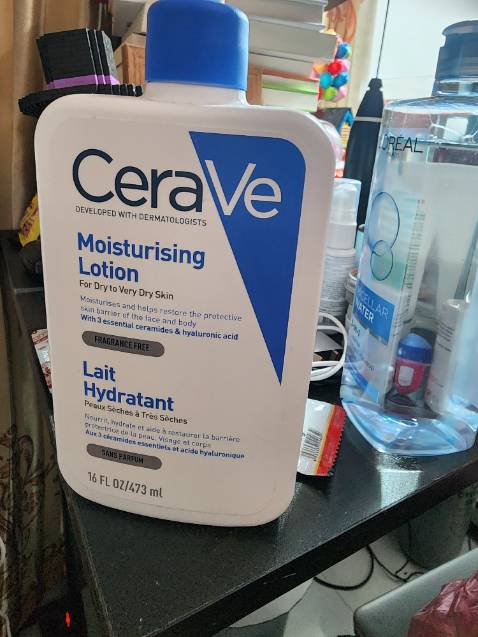 CeraVe
DEVELOPED WITH DERMATOLOGISTS
Moisturising
Lotion
For Dry to Very Dry Skin
Moisturises and helps restore the protective
skin barrier of the face and body
With 3 essential ceramides & hyaluronic acid
FRAGRANCE FREE
Lait
Hydratant
Peaux Sèches à Très Sèches
Nourrit, hydrate et aide à restaurer la barrière
protectrice de la peau. Visage et corps
Aux 3 céramides essentiels et acide hyaluronique
SANS PARFUM
16 FL OZ/473 ml
L'OREAL
MICELLAR
WATER